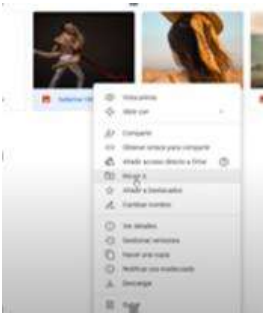 Vista previa
Abrir con
Compartir
Obtener enlace para compartir
Añadir acceso directo a Drive
Mover a
Añadir a Destacados
Cambiar nombre
Ver detalles
Gestionar versiones
Hacer una copia
Notificar uso inadecuado
Descargar